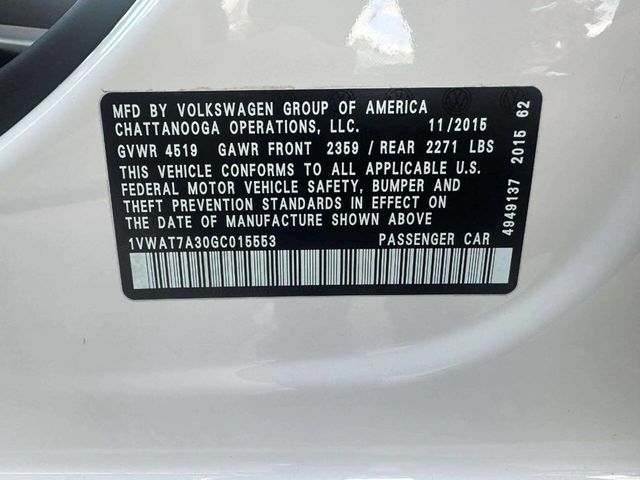 MFD BY VOLKSWAGEN GROUP OF AMERICA
CHATTANOOGA OPERATIONS, LLC. 11/2015
GVWR 4519 GAWR FRONT 2359 / REAR 2271 LBS
THIS VEHICLE CONFORMS TO ALL APPLICABLE U.S.
FEDERAL MOTOR VEHICLE SAFETY, BUMPER AND
THEFT PREVENTION STANDARDS IN EFFECT ON
THE DATE OF MANUFACTURE SHOWN ABOVE
1VWAT7A30GC015553 PASSENGER CAR
4949137 2015 62